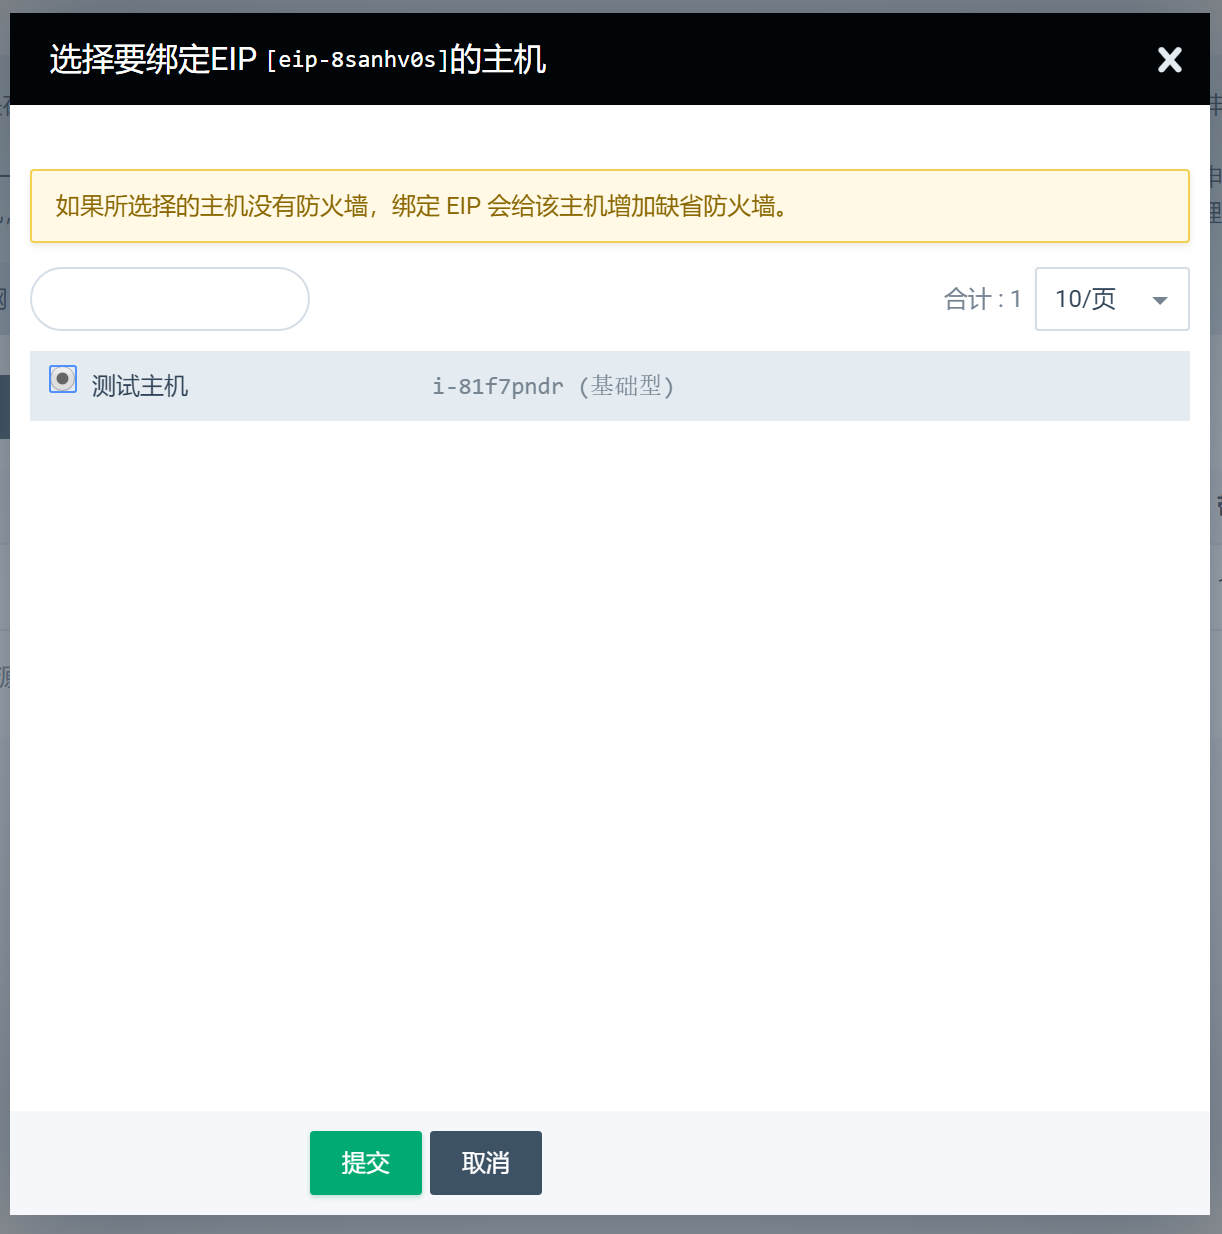 选择要绑定EIP [eip-8sanhv0s]的主机
如果所选择的主机没有防火墙，绑定 EIP 会给该主机增加缺省防火墙。
合计 : 1 10/页
测试主机 i-81f7pndr (基础型)
提交 取消